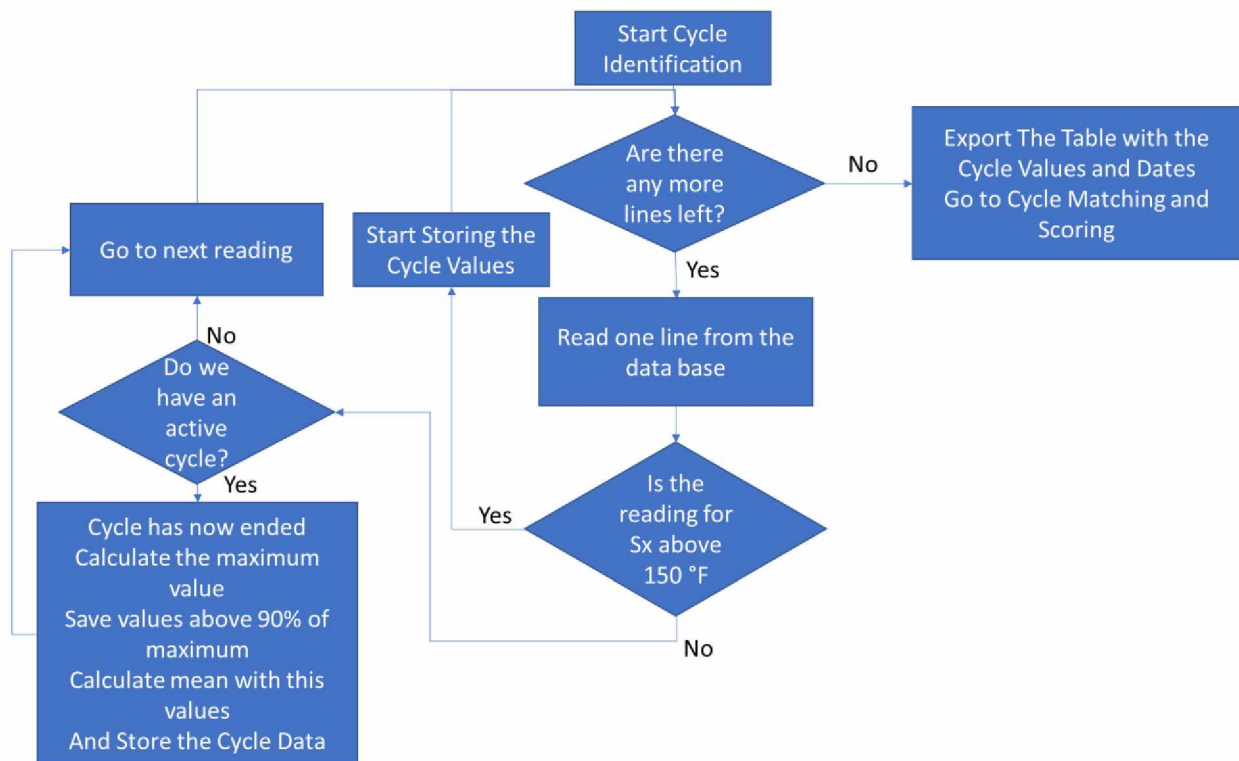 Start Cycle
Identification
Are there
any more
lines left?
No
Export The Table with the
Cycle Values and Dates
Go to Cycle Matching and
Scoring
Yes
Read one line from the
data base
Is the
reading for
Sx above
150 °F
Yes
Start Storing the
Cycle Values
No
Do we
have an
active
cycle?
No
Go to next reading
Yes
Cycle has now ended
Calculate the maximum
value
Save values above 90% of
maximum
Calculate mean with this
values
And Store the Cycle Data